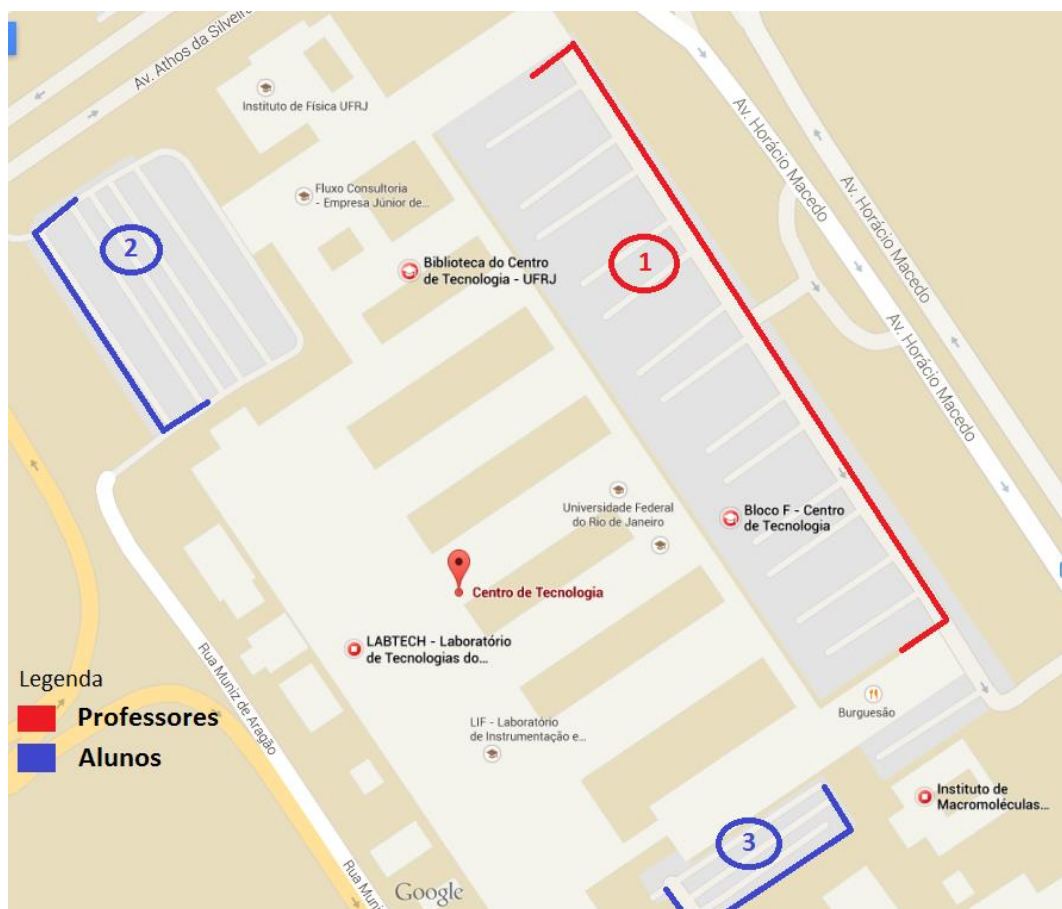 Av. Athos da Silveira
Instituto de Física UFRJ
Av. Horácio Macedo
Av. Horácio Macedo
Fluxo Consultoria
- Empresa Júnior de...
2
1
Biblioteca do Centro
de Tecnologia - UFRJ
Av. Horácio Macedo
Universidade Federal
do Rio de Janeiro
Bloco F - Centro
de Tecnologia
Centro de Tecnologia
LABTECH - Laboratório
de Tecnologias do...
Rua Muniz de Aragão
Legenda
Professores
Alunos
LIF - Laboratório
de Instrumentação e...
Burguesão
Instituto de
Macromoléculas...
3
Rua Muniz
Google